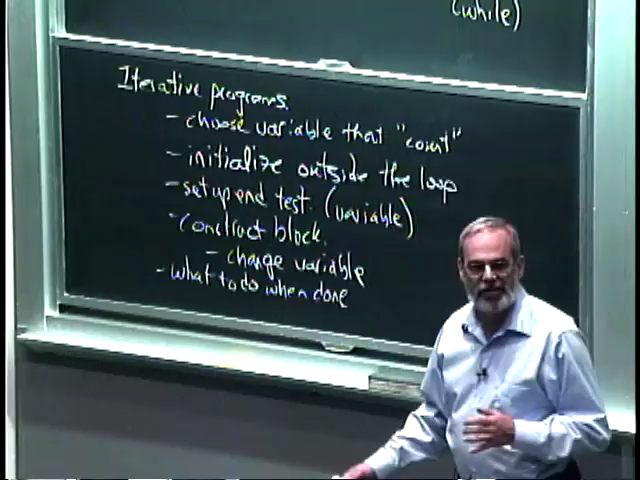 (while)
Iterative programs.
- choose variable that "count"
- initialize outside the loop
- set up end test (variable)
- construct block.
- change variable
- what to do when done